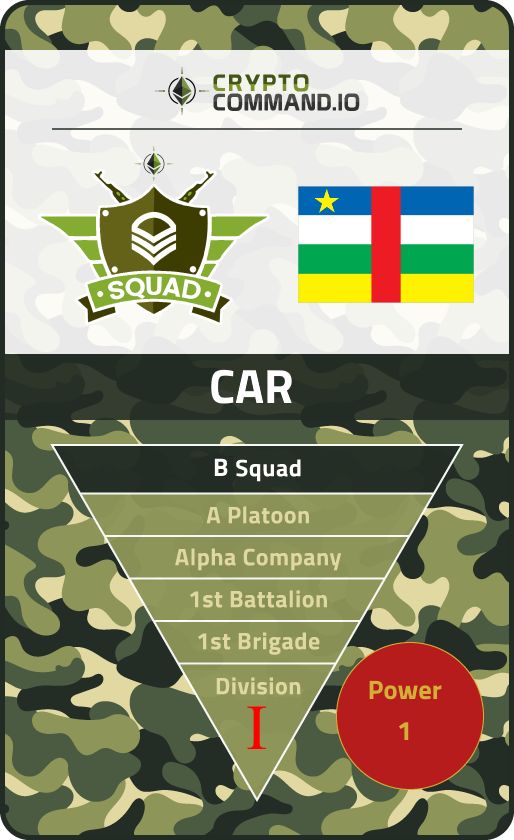 CRYPTO
COMMAND.IO
SQUAD
CAR
B Squad
A Platoon
Alpha Company
1st Battalion
1st Brigade
Division
I
Power
1